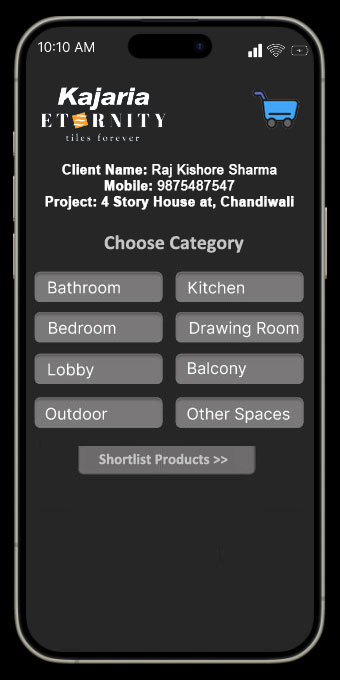 10:10 AM
Kajaria
ETERNITY
tiles forever
Client Name: Raj Kishore Sharma
Mobile: 9875487547
Project: 4 Story House at, Chandiwali
Choose Category
Bathroom
Kitchen
Bedroom
Drawing Room
Lobby
Balcony
Outdoor
Other Spaces
Shortlist Products >>